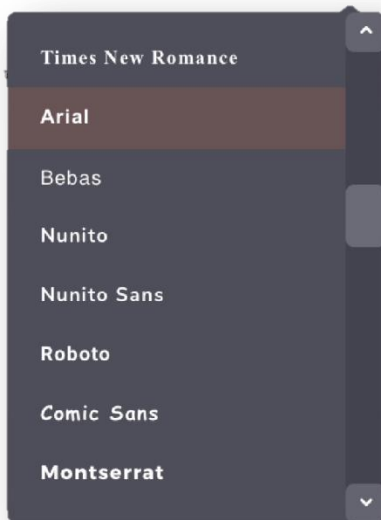 Times New Romance
Arial
Bebas
Nunito
Nunito Sans
Roboto
Comic Sans
Montserrat